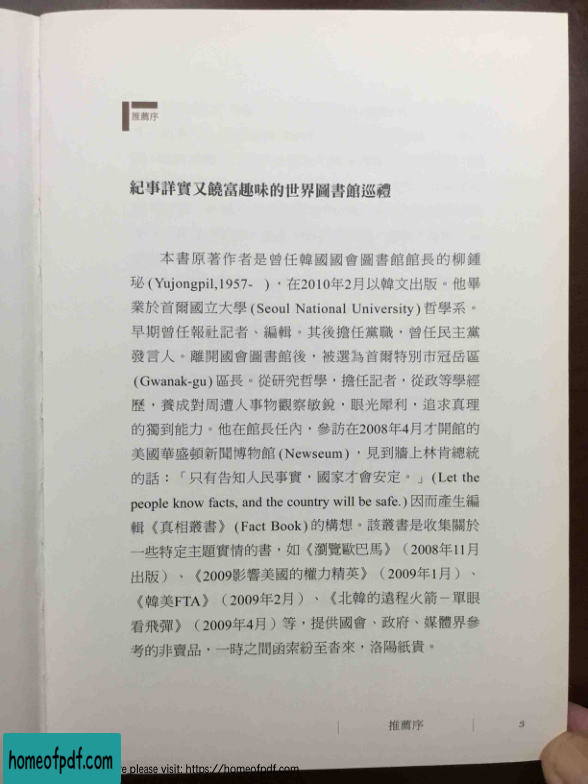 推薦序
紀事詳實又饒富趣味的世界圖書館巡禮
本書原著作者是曾任韓國國會圖書館館長的柳鍾
珌(Yujongpil,1957- )，在2010年2月以韓文出版。他畢
業於首爾國立大學(Seoul National University)哲學系。
早期曾任報社記者、編輯。其後擔任黨職，曾任民主黨
發言人。離開國會圖書館後，被選為首爾特別市冠岳區
(Gwanak-gu)區長。從研究哲學，擔任記者，從政等學經
歷，養成對周遭人事物觀察敏銳，眼光犀利，追求真理
的獨到能力。他在館長任內，參訪在2008年4月才開館的
美國華盛頓新聞博物館(Newseum)，見到牆上林肯總統
的話：「只有告知人民事實，國家才會安定。」(Let the
people know facts, and the country will be safe.)因而產生編
輯《真相叢書》(Fact Book)的構想。該叢書是收集關於
一些特定主題實情的書，如《瀏覽歐巴馬》（2008年11月
出版）、《2009影響美國的權力精英》（2009年1月）、
《韓美FTA》（2009年2月）、《北韓的遠程火箭－單眼
看飛彈》（2009年4月）等，提供國會、政府、媒體界參
考的非賣品，一時之間函索紛至沓來，洛陽紙貴。
推薦序 3
homeofpdf.com
re please visit: https://homeofpdf.com